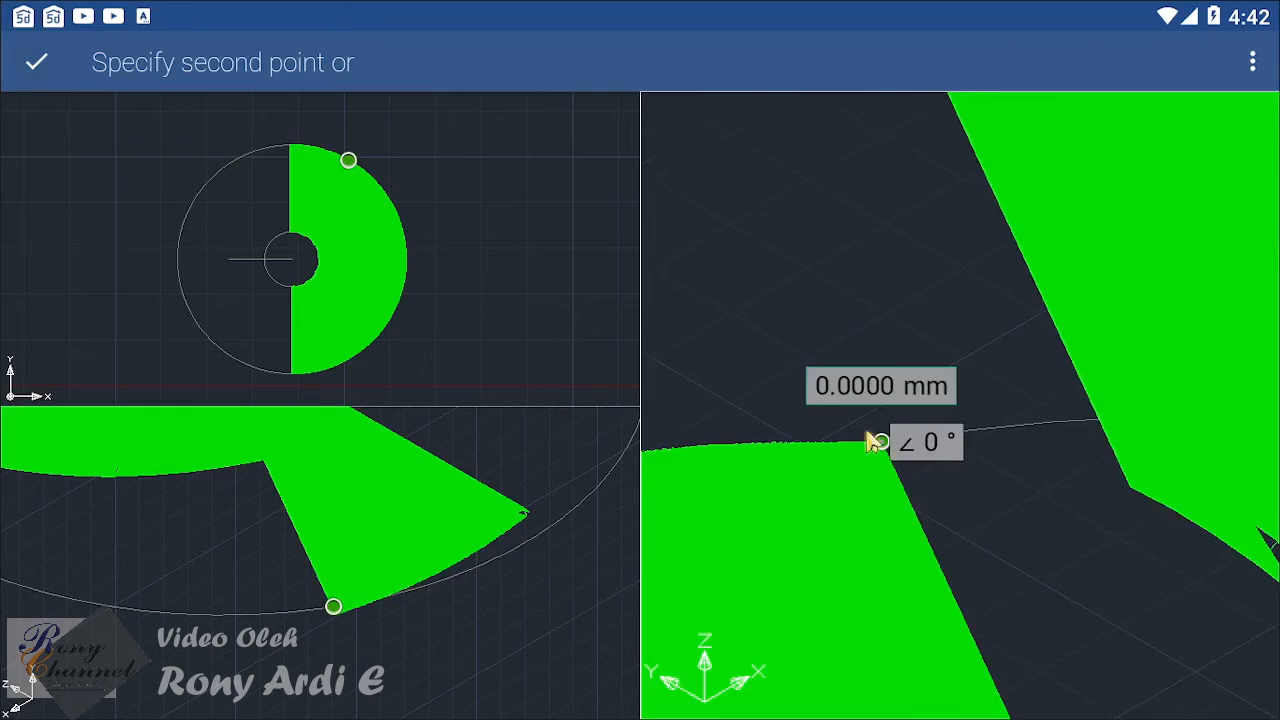 4:42
Specify second point or
Y
X
0.0000 mm
∠ 0 °
Z
Y
X
Video Oleh
Rony Ardi E
Rony
Channel
Z
X